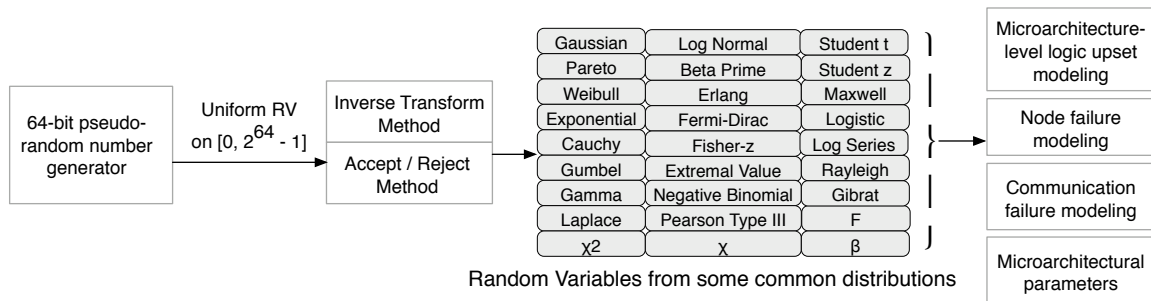 64-bit pseudo-
random number
generator
Uniform RV
on [0, 2^64 - 1]
Inverse Transform
Method
Accept / Reject
Method
Gaussian Log Normal Student t
Pareto Beta Prime Student z
Weibull Erlang Maxwell
Exponential Fermi-Dirac Logistic
Cauchy Fisher-z Log Series
Gumbel Extremal Value Rayleigh
Gamma Negative Binomial Gibrat
Laplace Pearson Type III F
χ2 χ β
Random Variables from some common distributions
Microarchitecture-
level logic upset
modeling
Node failure
modeling
Communication
failure modeling
Microarchitectural
parameters